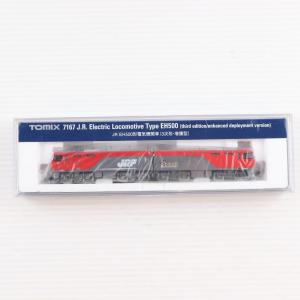 TOMIX 7167 J.R. Electric Locomotive Type EH500 (third edition/enhanced deployment version)
JR EH500形電気機関車(3次形・増備型)